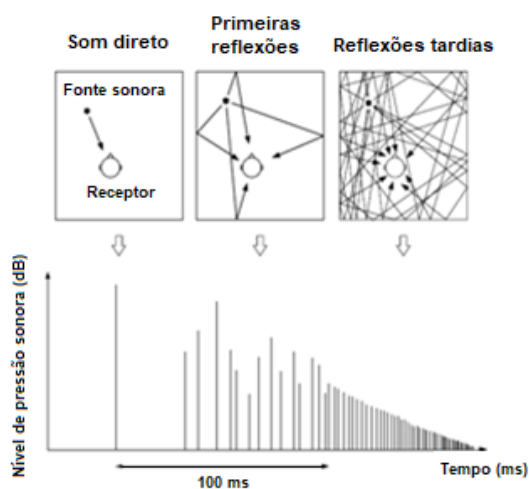 Som direto
Primeiras
reflexões
Reflexões tardias
Fonte sonora
Receptor
Nível de pressão sonora (dB)
100 ms
Tempo (ms)